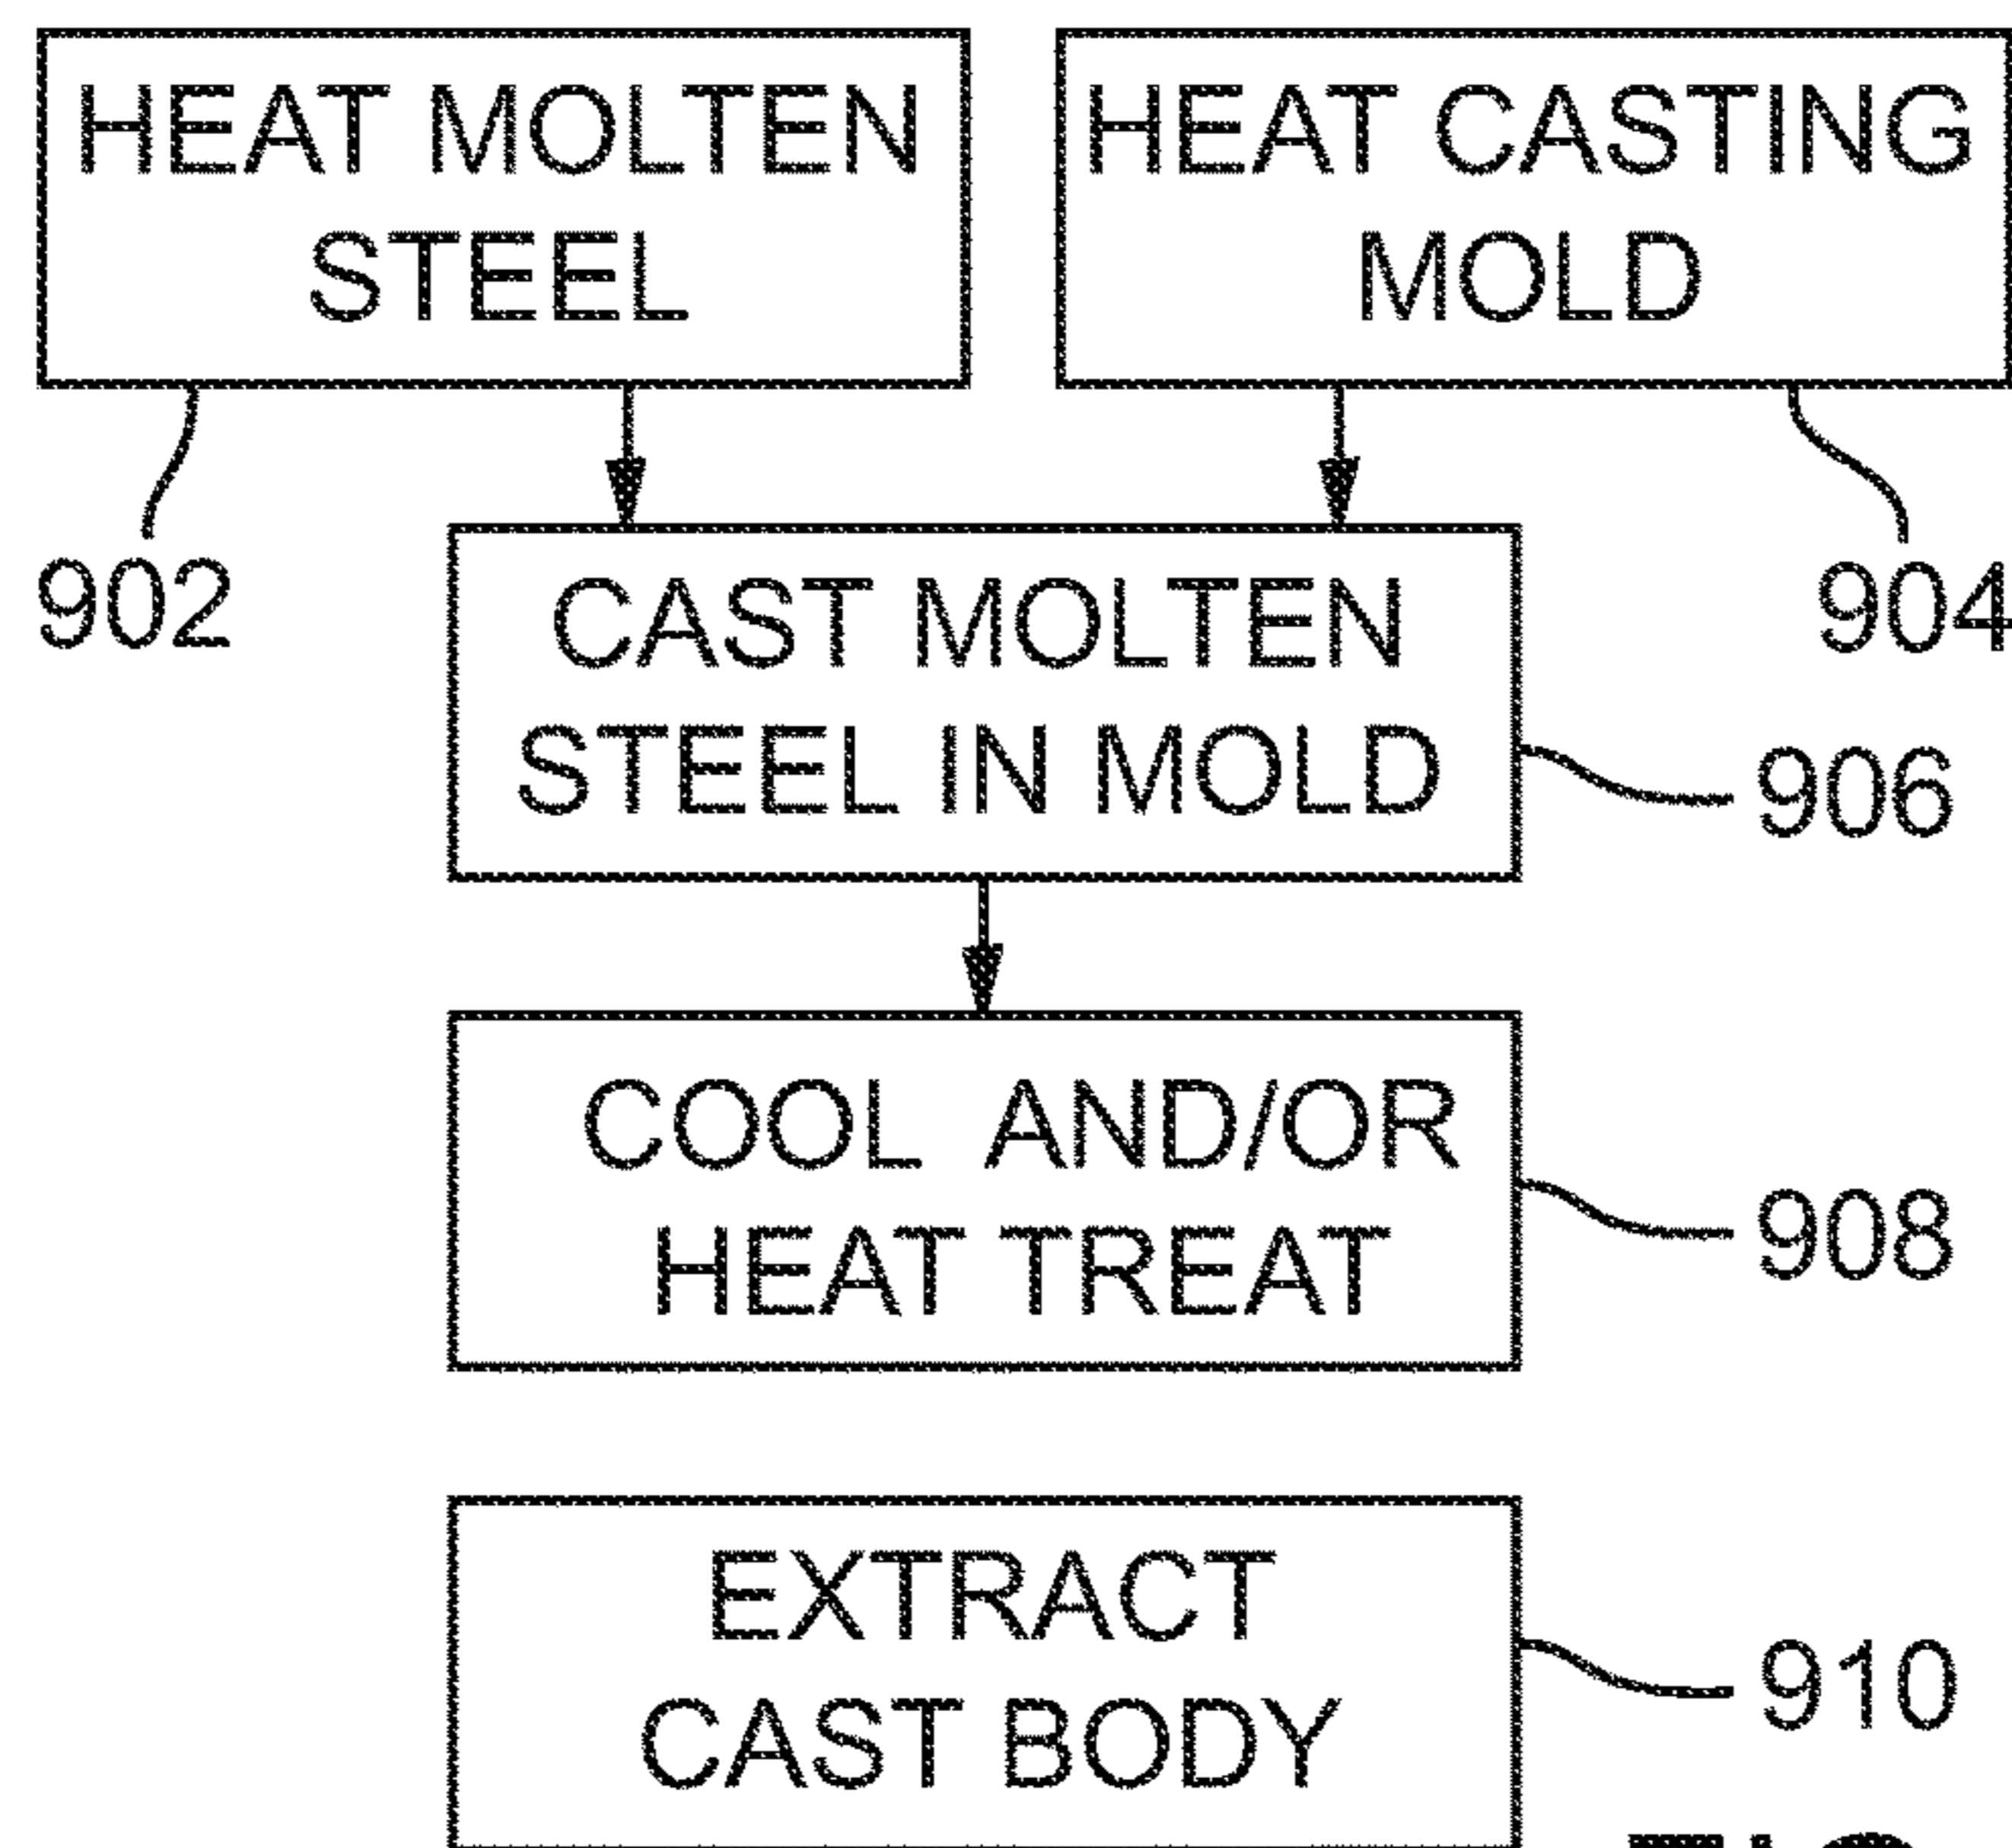 HEAT MOLTEN
STEEL
HEAT CASTING
MOLD
902
904
CAST MOLTEN
STEEL IN MOLD
906
COOL AND/OR
HEAT TREAT
908
EXTRACT
CAST BODY
910